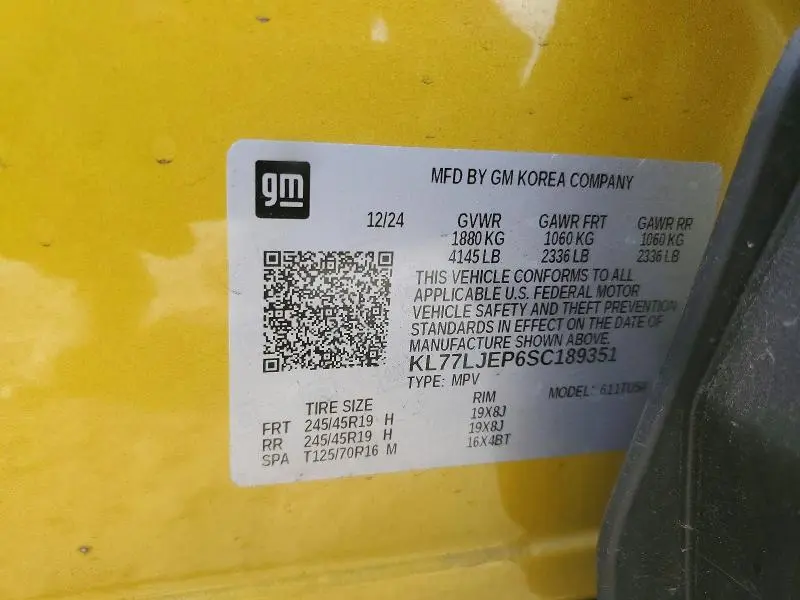 gm
MFD BY GM KOREA COMPANY
12/24 GVWR GAWR FRT GAWR RR
1880 KG 1060 KG 1060 KG
4145 LB 2336 LB 2336 LB
THIS VEHICLE CONFORMS TO ALL
APPLICABLE U.S. FEDERAL MOTOR
VEHICLE SAFETY AND THEFT PREVENTION
STANDARDS IN EFFECT ON THE DATE OF
MANUFACTURE SHOWN ABOVE.
KL77LJEP6SC189351
TYPE: MPV MODEL:
TIRE SIZE RIM
FRT 245/45R19 H 19X8J
RR 245/45R19 H 19X8J
SPA T125/70R16 M 16X4BT